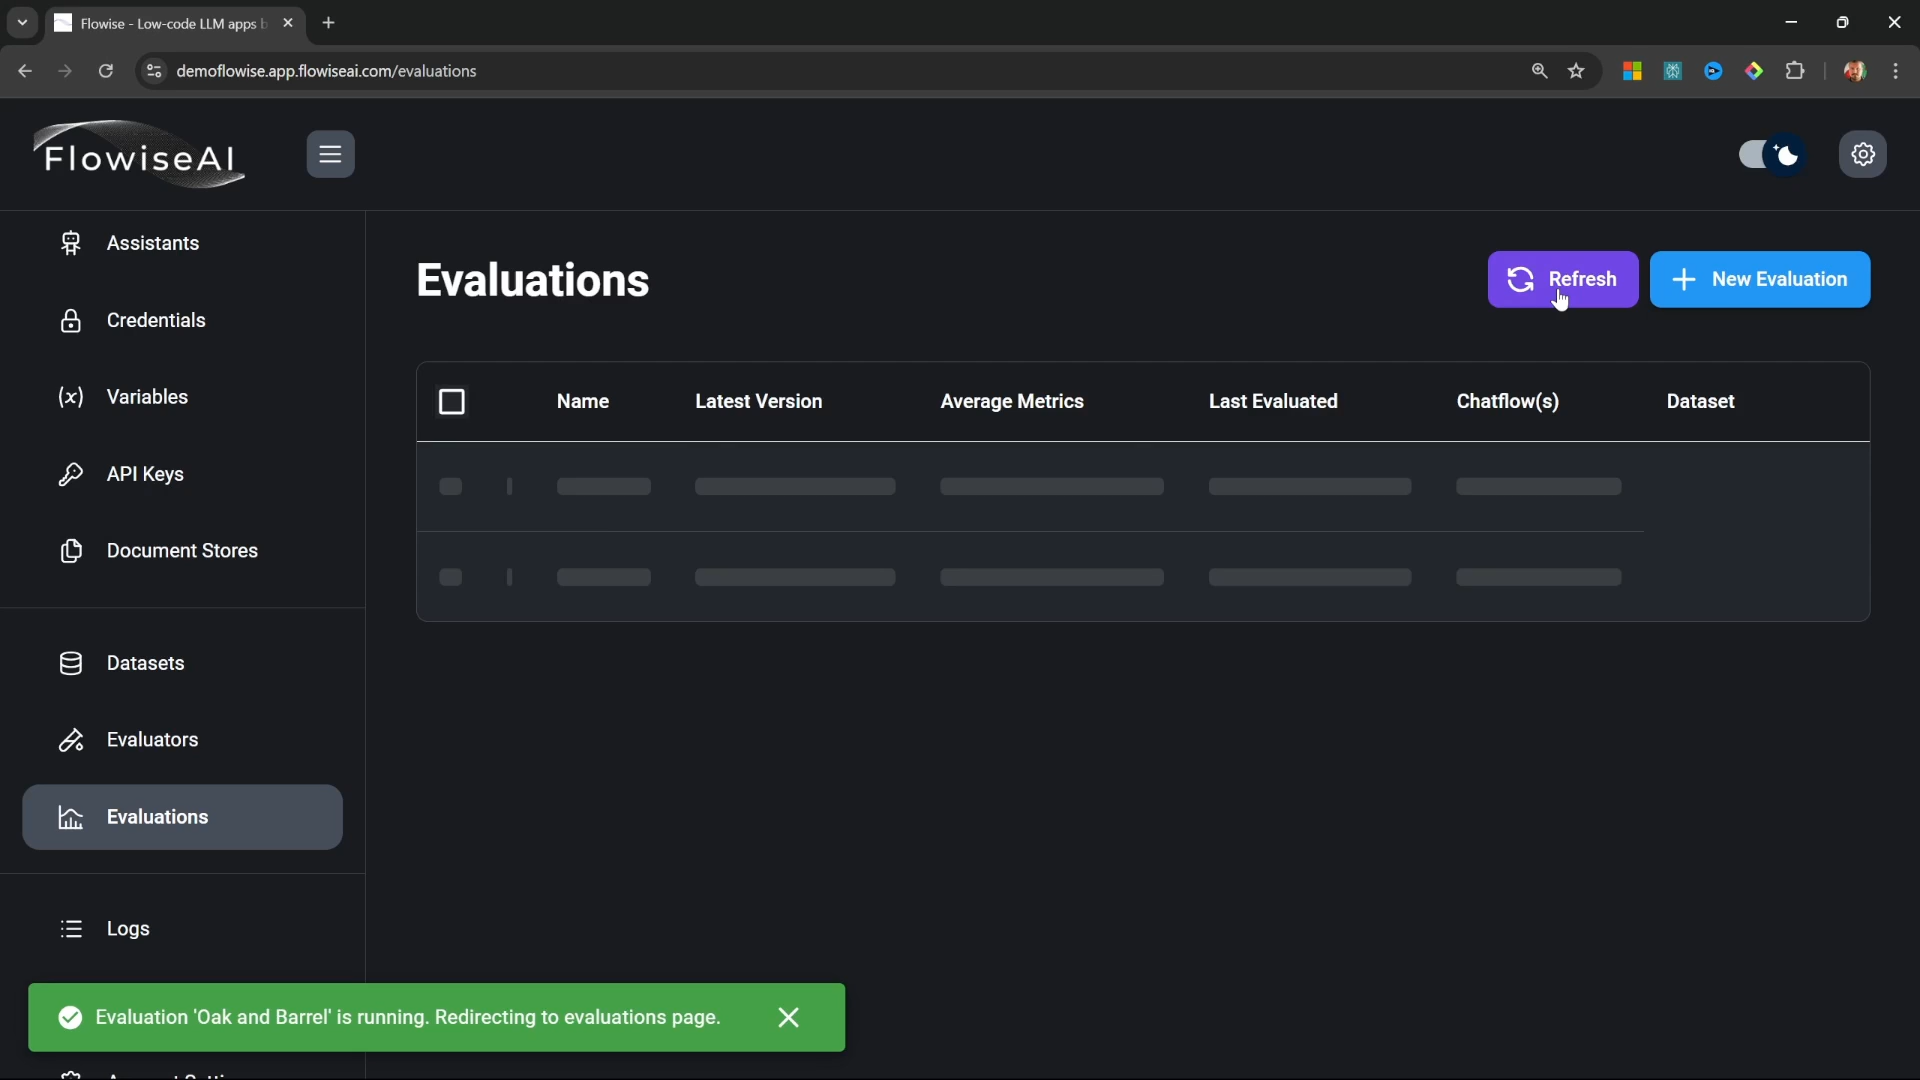 Flowise - Low-code LLM apps b
demoflowise.app.flowiseai.com/evaluations
FlowiseAI
Assistants
Credentials
(x) Variables
API Keys
Document Stores
Datasets
Evaluators
Evaluations
Logs
Evaluations
Refresh
New Evaluation
Name Latest Version Average Metrics Last Evaluated Chatflow(s) Dataset
Evaluation 'Oak and Barrel' is running. Redirecting to evaluations page.